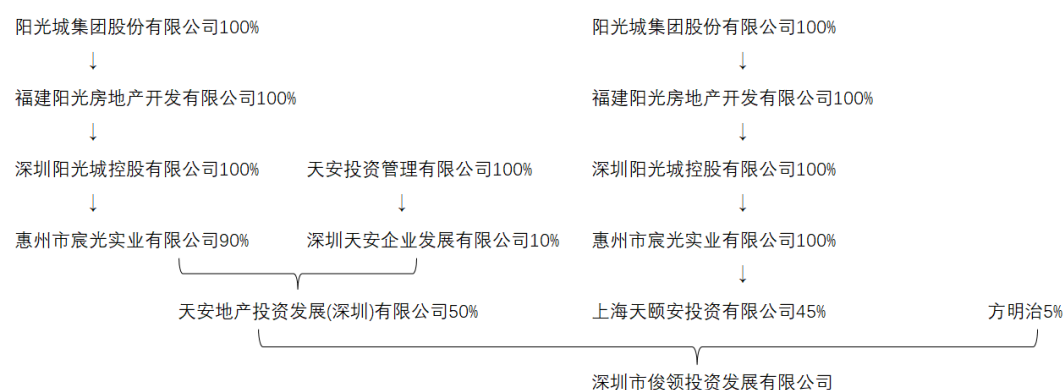 阳光城集团股份有限公司100% 阳光城集团股份有限公司100%
福建阳光房地产开发有限公司100% 福建阳光房地产开发有限公司100%
深圳阳光城控股有限公司100% 天安投资管理有限公司100% 深圳阳光城控股有限公司100%
惠州市宸光实业有限公司90% 深圳天安企业发展有限公司10% 惠州市宸光实业有限公司100%
天安地产投资发展(深圳)有限公司50% 上海天颐安投资有限公司45% 方明治5%
深圳市俊领投资发展有限公司